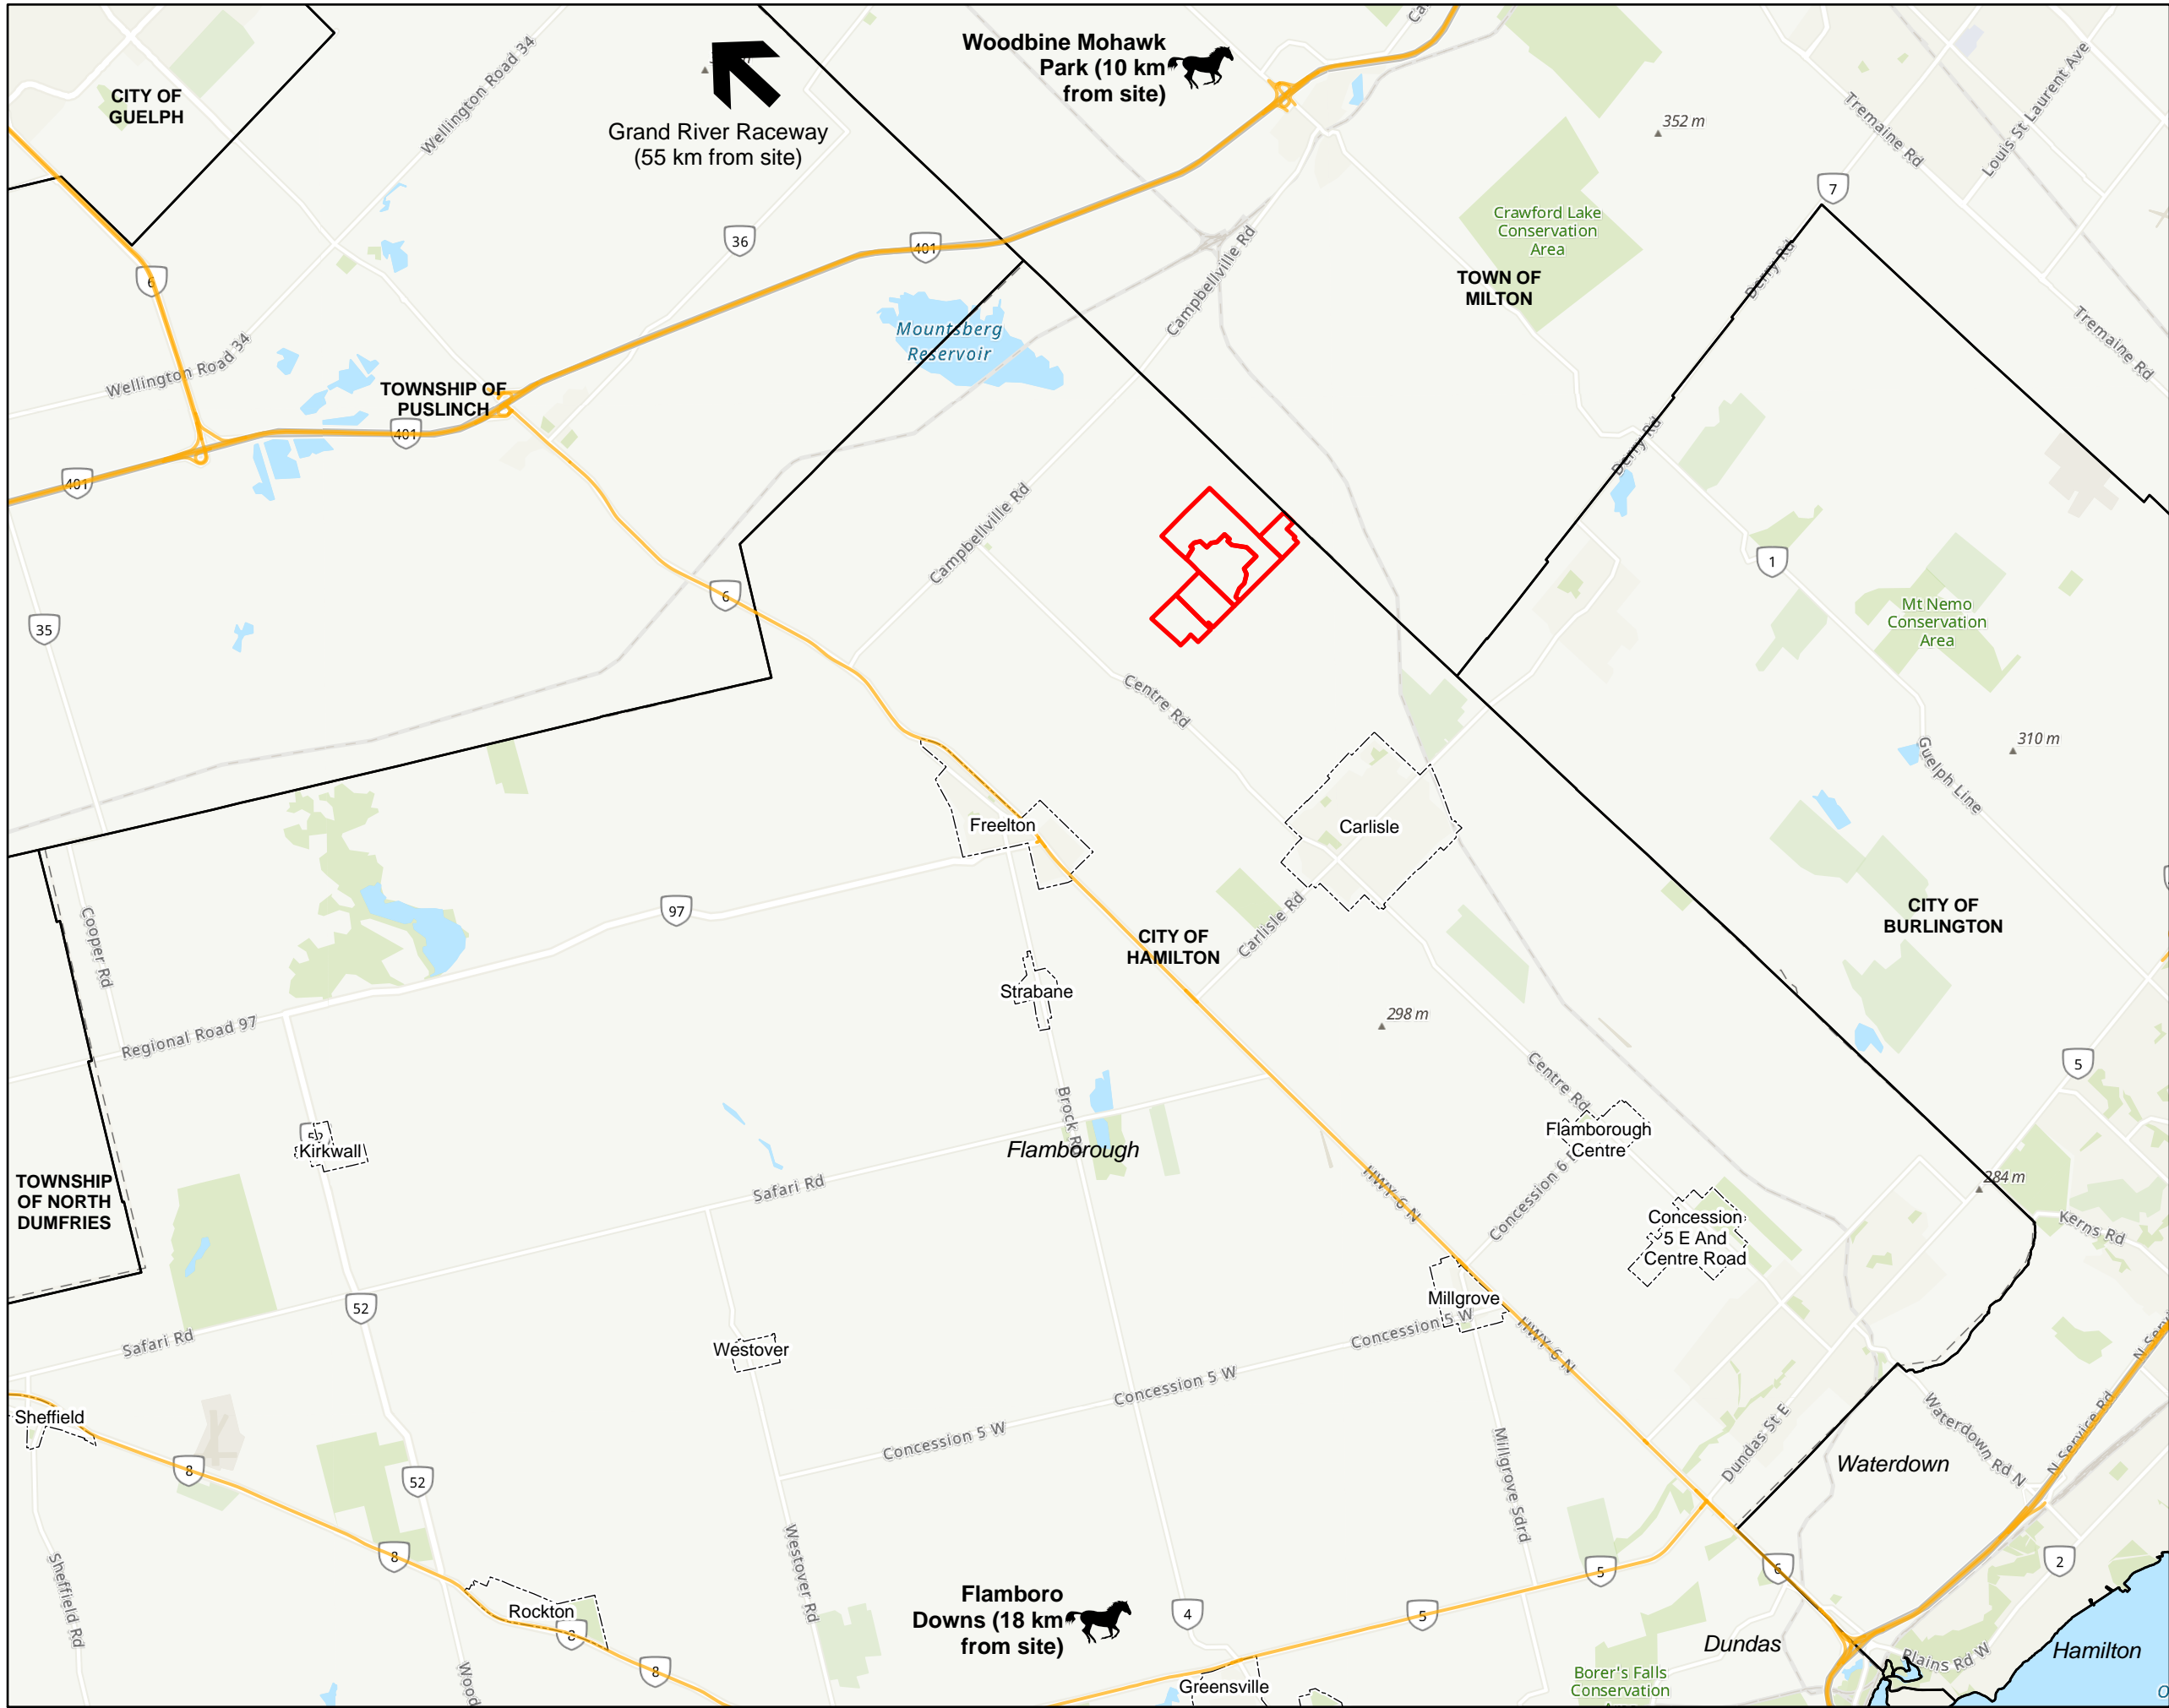 Woodbine Mohawk
Park (10 km
from site)
Wellington Road 34
Louis St Laurent Ave
CITY OF
GUELPH
Tremaine Rd
352 m
Grand River Raceway
(55 km from site)
7
Crawford Lake
Conservation
Area
36
401
Campbellville Rd
TOWN OF
MILTON
Derry Rd
6
Mountsberg
Reservoir
Tremaine Rd
Wellington Road 34
TOWNSHIP OF
PUSLINCH
401
Derry Rd
401
Campbellville Rd
1
6
35
Mt Nemo
Conservation
Area
Centre Rd
310 m
Guelph Line
Freelton
Carlisle
97
Cooper Rd
Carlisle Rd
CITY OF
BURLINGTON
CITY OF
HAMILTON
Strabane
298 m
Regional Road 97
5
Centre Rd
Brock Rd
52
Kirkwall
Flamborough
Flamborough
Centre
Concession 6
TOWNSHIP
OF NORTH
DUMFRIES
Safari Rd
HWY 6 N
284 m
Concession
5 E And
Centre Road
Kerns Rd
52
Millgrove
Safari Rd
Westover
Concession 5 W
HWY 6 N
Concession 5 W
Sheffield
Concession 5 W
Waterdown Rd N
N Service Rd
Dundas St E
8
52
Waterdown
Millgrove Sdrd
Westover Rd
Sheffield Rd
8
5
6
2
Flamboro
Downs (18 km
from site)
Rockton
8
4
5
Dundas
Hamilton
Plains Rd W
8
Greensville
Borer's Falls
Conservation
Wood